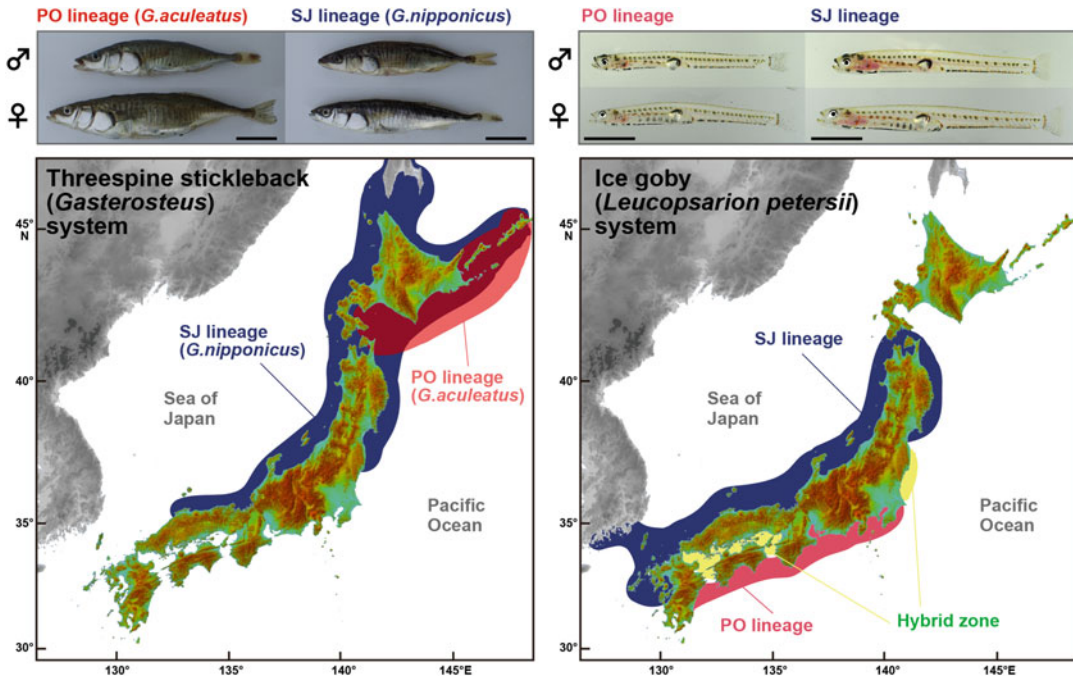 PO lineage (G.aculeatus)
SJ lineage (G.nipponicus)
♂
♀
Threespine stickleback
(Gasterosteus)
system
45°
N
40°
35°
30°
130°
135°
140°
145°E
SJ lineage
(G.nipponicus)
PO lineage
(G.aculeatus)
Sea of
Japan
Pacific
Ocean
PO lineage
SJ lineage
♂
♀
Ice goby
(Leucopsarion petersii)
system
45°
N
40°
35°
30°
130°
135°
140°
145°E
SJ lineage
Sea of
Japan
Pacific
Ocean
PO lineage
Hybrid zone